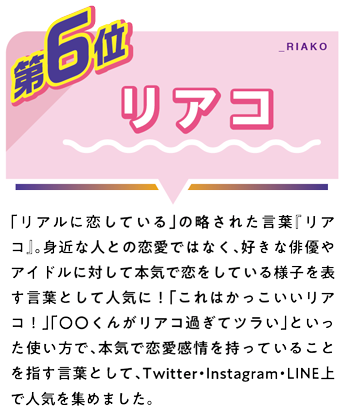 第6位
_RIAKO
リアコ
「リアルに恋している」の略された言葉『リア
コ』。身近な人との恋愛ではなく、好きな俳優や
アイドルに対して本気で恋をしている様子を表
す言葉として人気に！「これはかっこいいリア
コ！」「〇〇くんがリアコ過ぎてツラい」といっ
た使い方で、本気で恋愛感情を持っていること
を指す言葉として、Twitter・Instagram・LINE上
で人気を集めました。